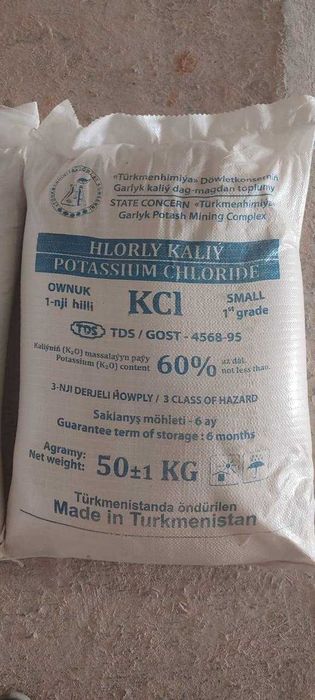 «Türkmenhimiýa» Döwletkonserniň
Garlyk kaliý dag-magdan toplumy
STATE CONCERN «Türkmenhimiýa»
Garlyk Potash Mining Complex
HLORLY KALIÝ
POTASSIUM CHLORIDE
OWNUK
1-nji hilli
KCl
SMALL
1st grade
TDS TDS / GOST - 4568-95
Kaliýniň (K₂O) massalaýyn paýy
Potassium (K₂O) content
60%
az däl.
not less than.
3-NJI DERJELI HOWPLY / 3 CLASS OF HAZARD
Saklanyş möhleti - 6 aý
Guarantee term of storage : 6 months
Agramy:
Net weight:
50±1 KG
Türkmenistanda öndürilen
Made in Turkmenistan